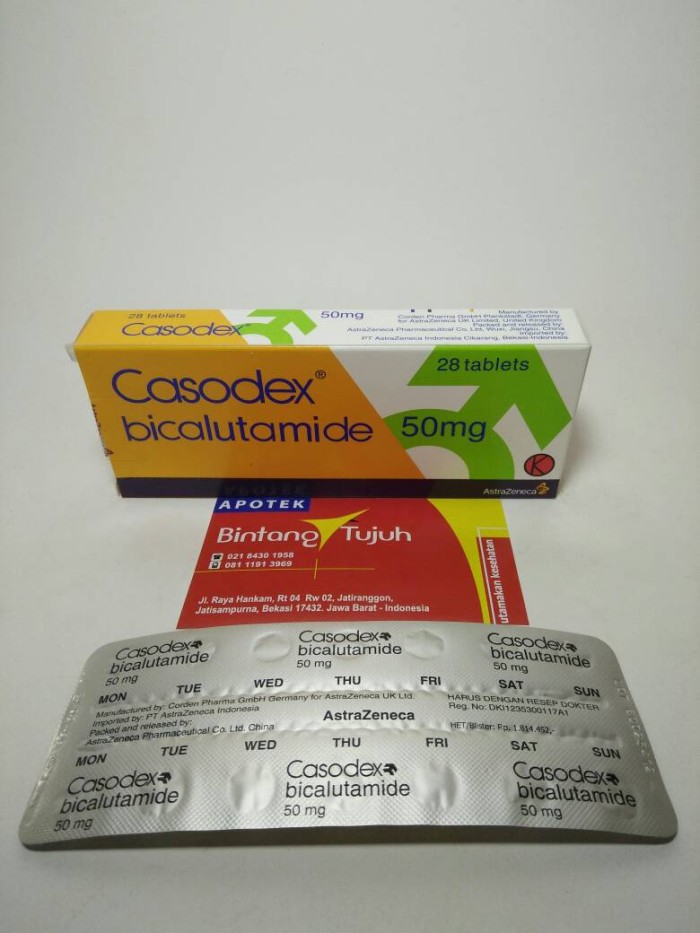 28 tablets
Casodex®
50mg
Manufactured by
Corden Pharma GmbH Plankstadt, Germany
for AstraZeneca UK Limited, United Kingdom
Packed and released by:
AstraZeneca Pharmaceutical Co. Ltd, Wuxi, Jiangsu, China
Imported by:
PT AstraZeneca Indonesia Cikarang, Bekasi-Indonesia
Casodex®
bicalutamide 50mg
28 tablets
K
AstraZeneca
APOTEK
Bintang Tujuh
021 8430 1958
081 1191 3969
Jl. Raya Hankam, Rt 04 Rw 02, Jatiranggon,
Jatisampurna, Bekasi 17432. Jawa Barat - Indonesia
utamakan kesehatan
Casodex
bicalutamide
50 mg
Casodex
bicalutamide
50 mg
Casodex
bicalutamide
50 mg
MON TUE WED THU FRI SAT SUN
Manufactured by: Corden Pharma GmbH Germany for AstraZeneca UK Ltd.
Imported by: PT AstraZeneca Indonesia
Packed and released by:
AstraZeneca Pharmaceutical Co. Ltd. China
AstraZeneca
HARUS DENGAN RESEP DOKTER
Reg. No: DKI1235300117A1
HET/Blister: Rp. 1.814.452,-
MON TUE WED THU FRI SAT SUN
Casodex
bicalutamide
50 mg
Casodex
bicalutamide
50 mg
Casodex
bicalutamide
50 mg